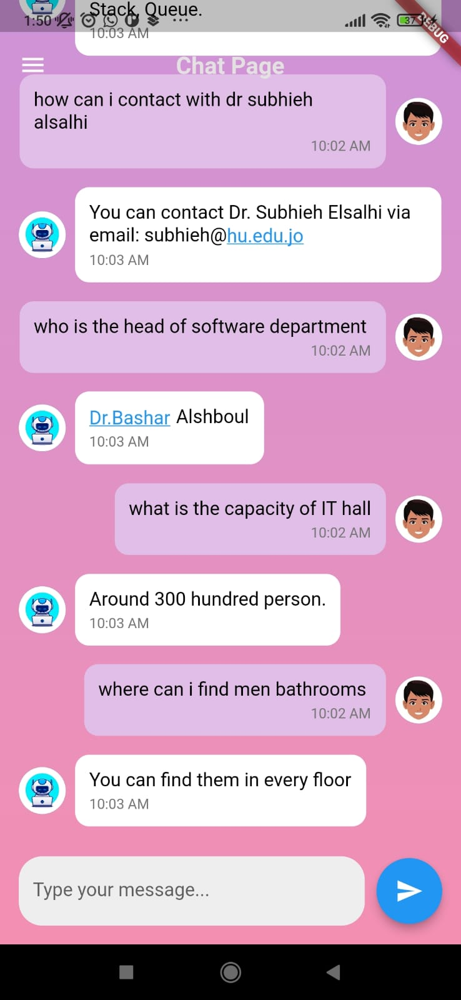 Stack, Queue.
1:50
37
DEBUG
10:03 AM
Chat Page
how can i contact with dr subhieh
alsalhi
10:02 AM
You can contact Dr. Subhieh Elsalhi via
email: subhieh@hu.edu.jo
10:03 AM
who is the head of software department
10:02 AM
Dr.Bashar Alshboul
10:03 AM
what is the capacity of IT hall
10:02 AM
Around 300 hundred person.
10:03 AM
where can i find men bathrooms
10:02 AM
You can find them in every floor
10:03 AM
Type your message...